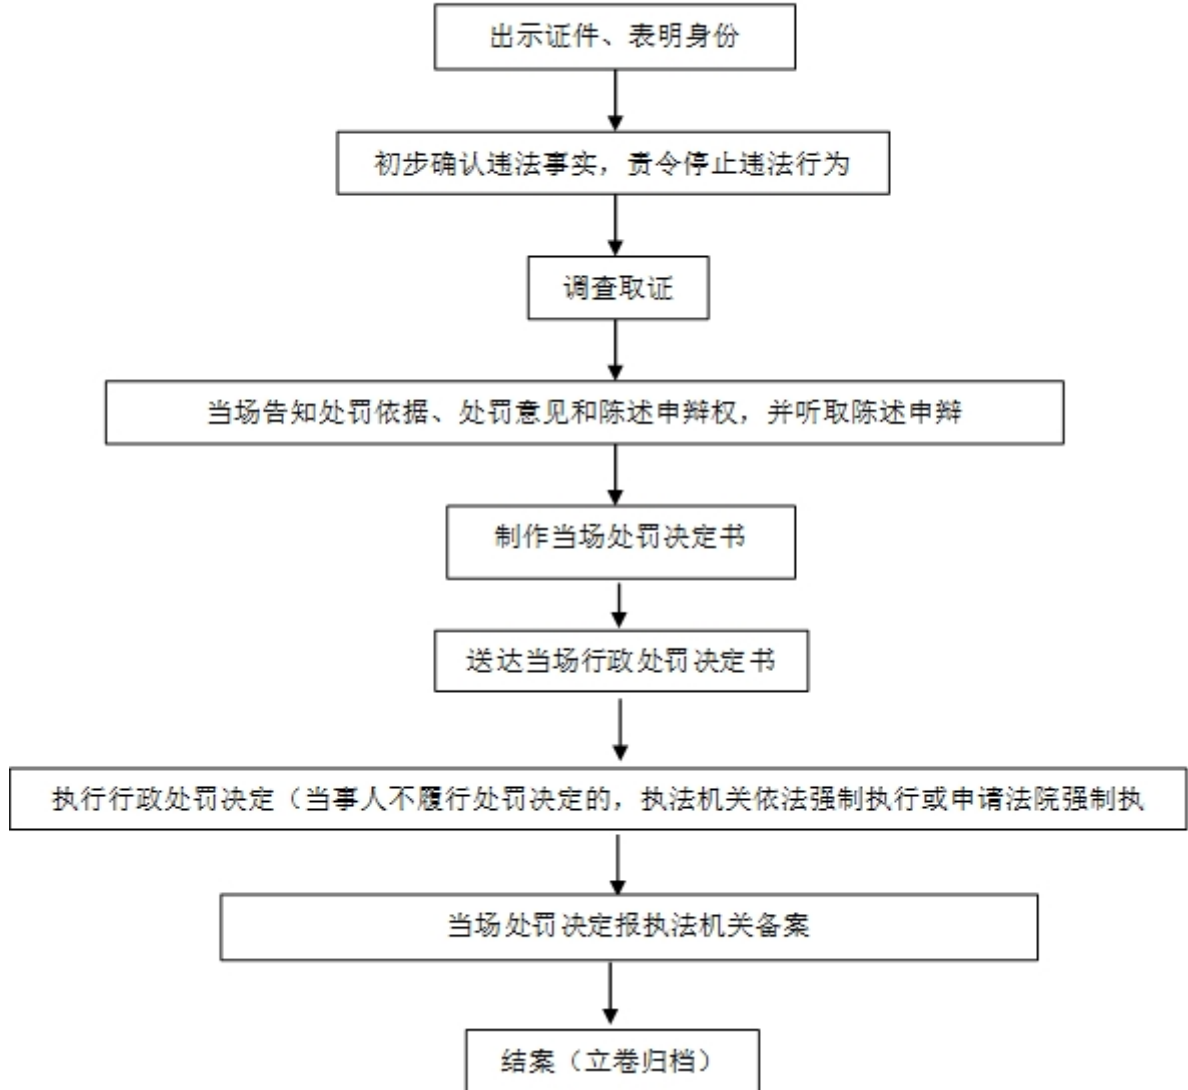 出示证件、表明身份
初步确认违法事实，责令停止违法行为
调查取证
当场告知处罚依据、处罚意见和陈述申辩权，并听取陈述申辩
制作当场处罚决定书
送达当场行政处罚决定书
执行行政处罚决定（当事人不履行处罚决定的，执法机关依法强制执行或申请法院强制执
当场处罚决定报执法机关备案
结案（立卷归档）